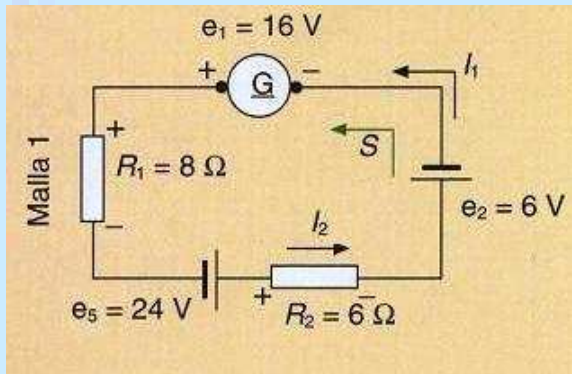 e₁ = 16 V
+ G −
I₁
S
Malla 1
+
R₁ = 8 Ω
−
e₂ = 6 V
I₂
e₅ = 24 V
+ −
R₂ = 6 Ω